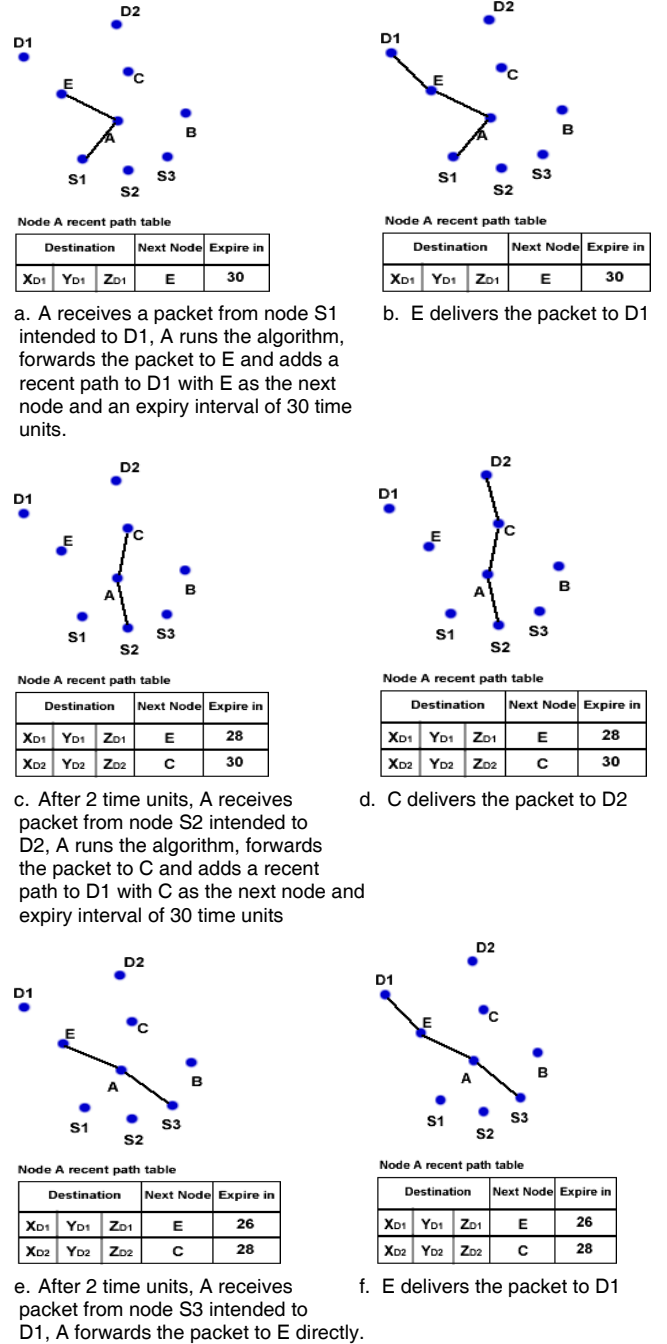 D2
D1
E
C
A
B
S1
S2
S3
Node A recent path table
Destination Next Node Expire in
XD1 YD1 ZD1 E 30
a. A receives a packet from node S1
intended to D1, A runs the algorithm,
forwards the packet to E and adds a
recent path to D1 with E as the next
node and an expiry interval of 30 time
units.
D2
D1
E
C
A
B
S1
S2
S3
Node A recent path table
Destination Next Node Expire in
XD1 YD1 ZD1 E 30
b. E delivers the packet to D1
D2
D1
E
C
A
B
S1
S2
S3
Node A recent path table
Destination Next Node Expire in
XD1 YD1 ZD1 E 28
XD2 YD2 ZD2 C 30
c. After 2 time units, A receives
packet from node S2 intended to
D2, A runs the algorithm, forwards
the packet to C and adds a recent
path to D1 with C as the next node and
expiry interval of 30 time units
D2
D1
E
C
A
B
S1
S2
S3
Node A recent path table
Destination Next Node Expire in
XD1 YD1 ZD1 E 28
XD2 YD2 ZD2 C 30
d. C delivers the packet to D2
D2
D1
E
C
A
B
S1
S2
S3
Node A recent path table
Destination Next Node Expire in
XD1 YD1 ZD1 E 26
XD2 YD2 ZD2 C 28
e. After 2 time units, A receives
packet from node S3 intended to
D1, A forwards the packet to E directly.
D2
D1
E
C
A
B
S1
S2
S3
Node A recent path table
Destination Next Node Expire in
XD1 YD1 ZD1 E 26
XD2 YD2 ZD2 C 28
f. E delivers the packet to D1